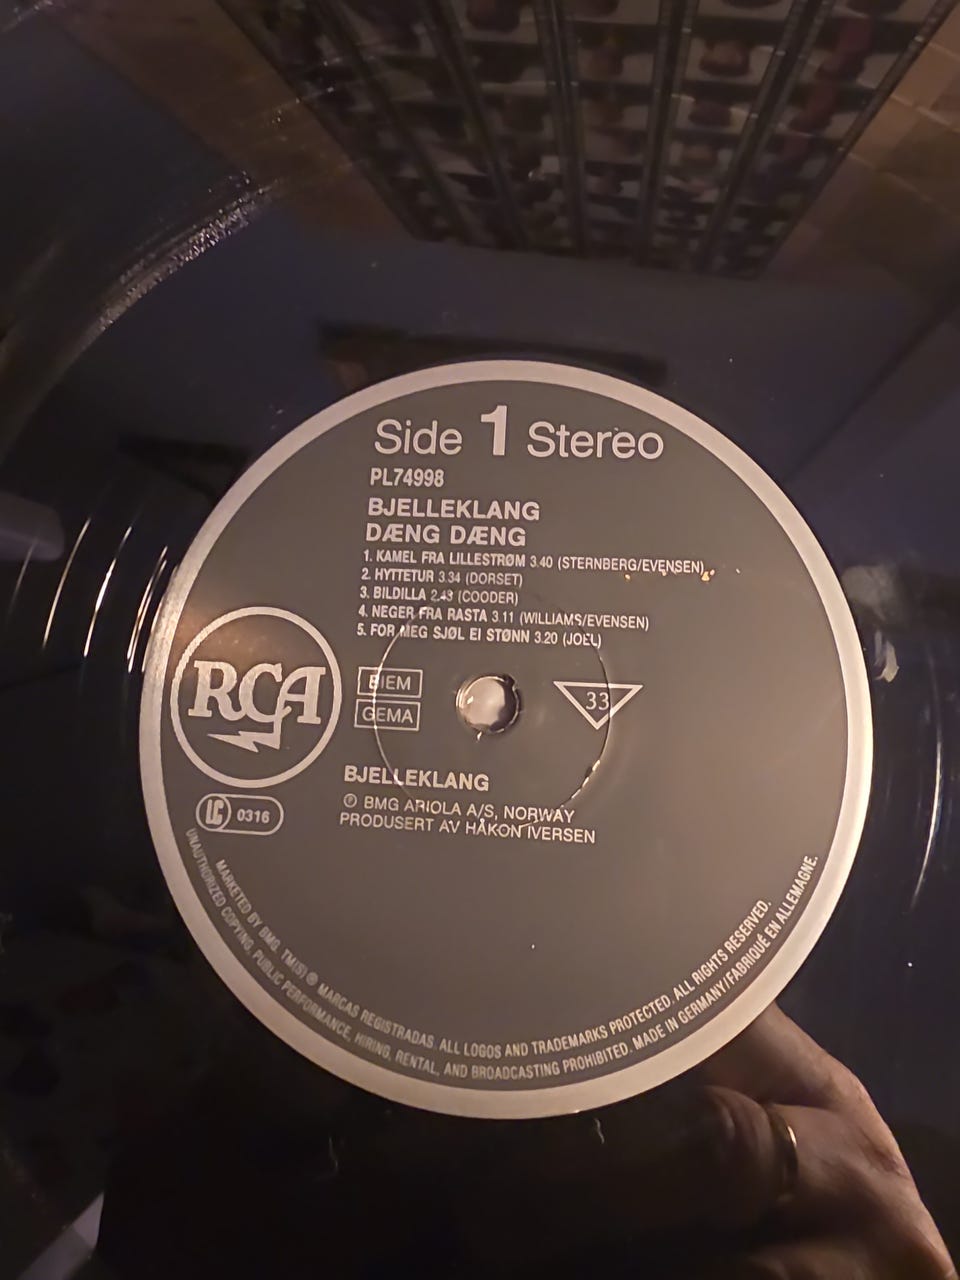 Side 1 Stereo
PL74998
BJELLEKLANG
DÆNG DÆNG
1. KAMEL FRA LILLESTRØM 3.40 (STERNBERG/EVENSEN)
2. HYTTETUR 3.34 (DORSET)
3. BILDILLA 2.43 (COODER)
4. NEGER FRA RASTA 3.11 (WILLIAMS/EVENSEN)
5. FOR MEG SJØL EI STØNN 3.20 (JOEL)
RCA
BIEM
GEMA
33
BJELLEKLANG
Ⓟ BMG ARIOLA A/S, NORWAY
PRODUSERT AV HÅKON IVERSEN
LC 0316
MARKETED BY BMG. TM(S) ® MARCAS REGISTRADAS. ALL LOGOS AND TRADEMARKS PROTECTED. ALL RIGHTS RESERVED.
UNAUTHORIZED COPYING, PUBLIC PERFORMANCE, HIRING, RENTAL, AND BROADCASTING PROHIBITED. MADE IN GERMANY/FABRIQUÉ EN ALLEMAGNE.